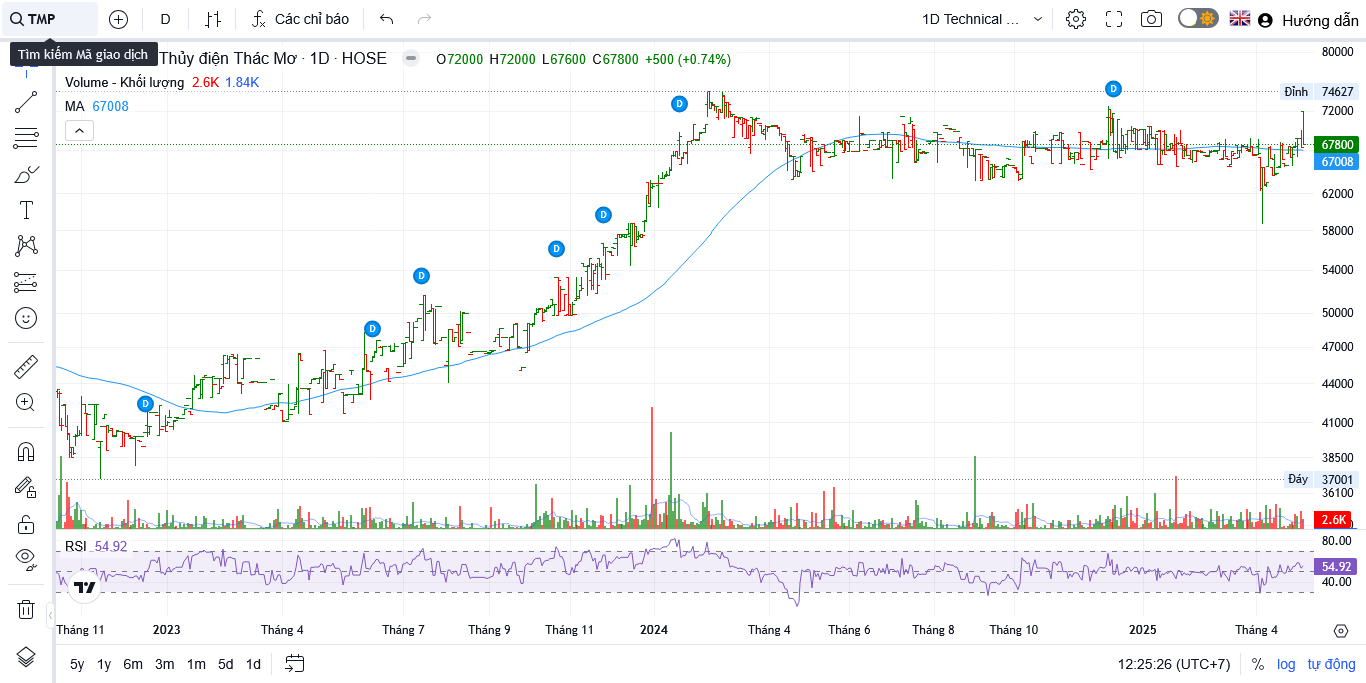 TMP D Các chỉ báo 1D Technical ... Hướng dẫn
Tìm kiếm Mã giao dịch
Thủy điện Thác Mơ · 1D · HOSE O72000 H72000 L67600 C67800 +500 (+0.74%)
Volume - Khối lượng 2.6K 1.84K
MA 67008
D
D
D
D
D
D
D
80000
Đỉnh 74627
72000
67800
67008
62000
58000
54000
50000
47000
44000
41000
38500
Đáy 37001
36100
2.6K
RSI 54.92
80.00
54.92
40.00
Tháng 11 2023 Tháng 4 Tháng 7 Tháng 9 Tháng 11 2024 Tháng 4 Tháng 6 Tháng 8 Tháng 10 2025 Tháng 4
5y 1y 6m 3m 1m 5d 1d 12:25:26 (UTC+7) % log tự động